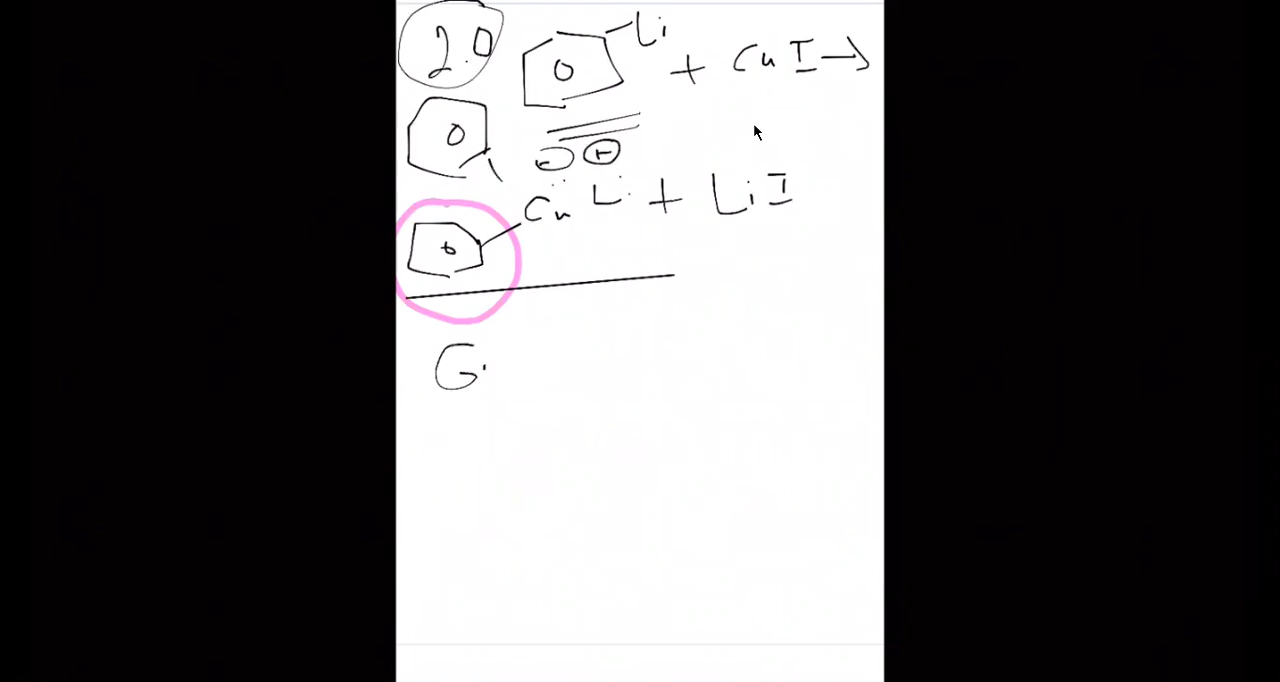 2.0 Li + CuI →
⊖ ⊕
Cu Li + LiI
G.